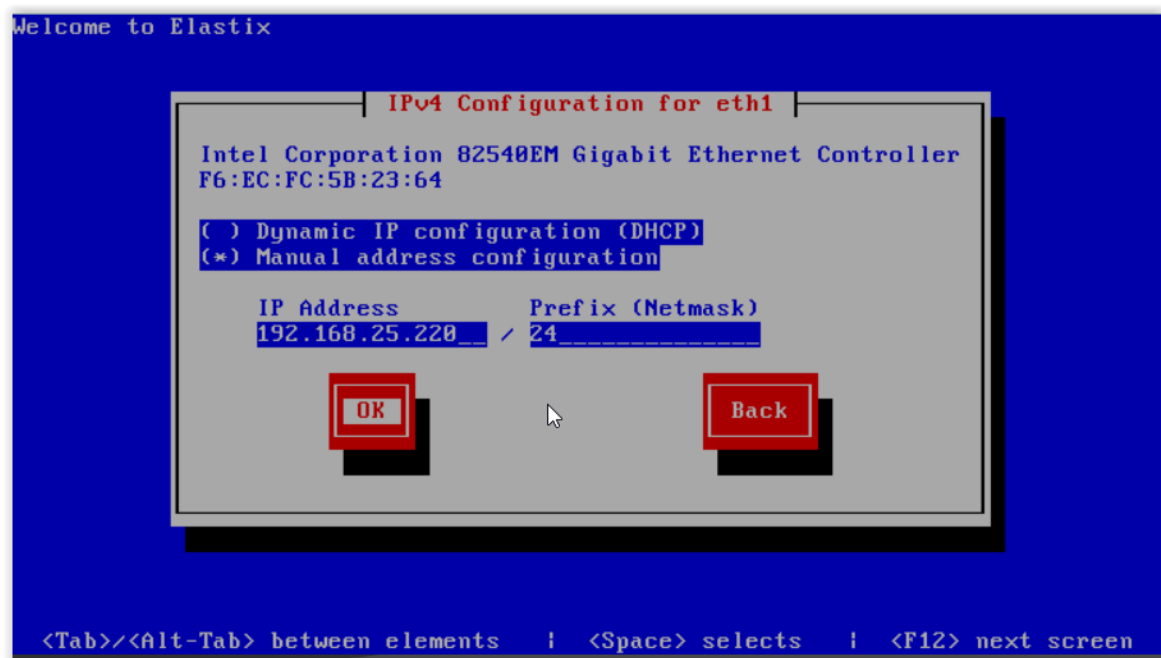 Welcome to Elastix
IPv4 Configuration for eth1
Intel Corporation 82540EM Gigabit Ethernet Controller
F6:EC:FC:5B:23:64
( ) Dynamic IP configuration (DHCP)
(*) Manual address configuration
IP Address Prefix (Netmask)
192.168.25.220__ / 24______________
OK Back
<Tab>/<Alt-Tab> between elements | <Space> selects | <F12> next screen